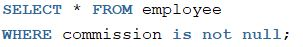 SELECT * FROM employee
WHERE commission is not null;